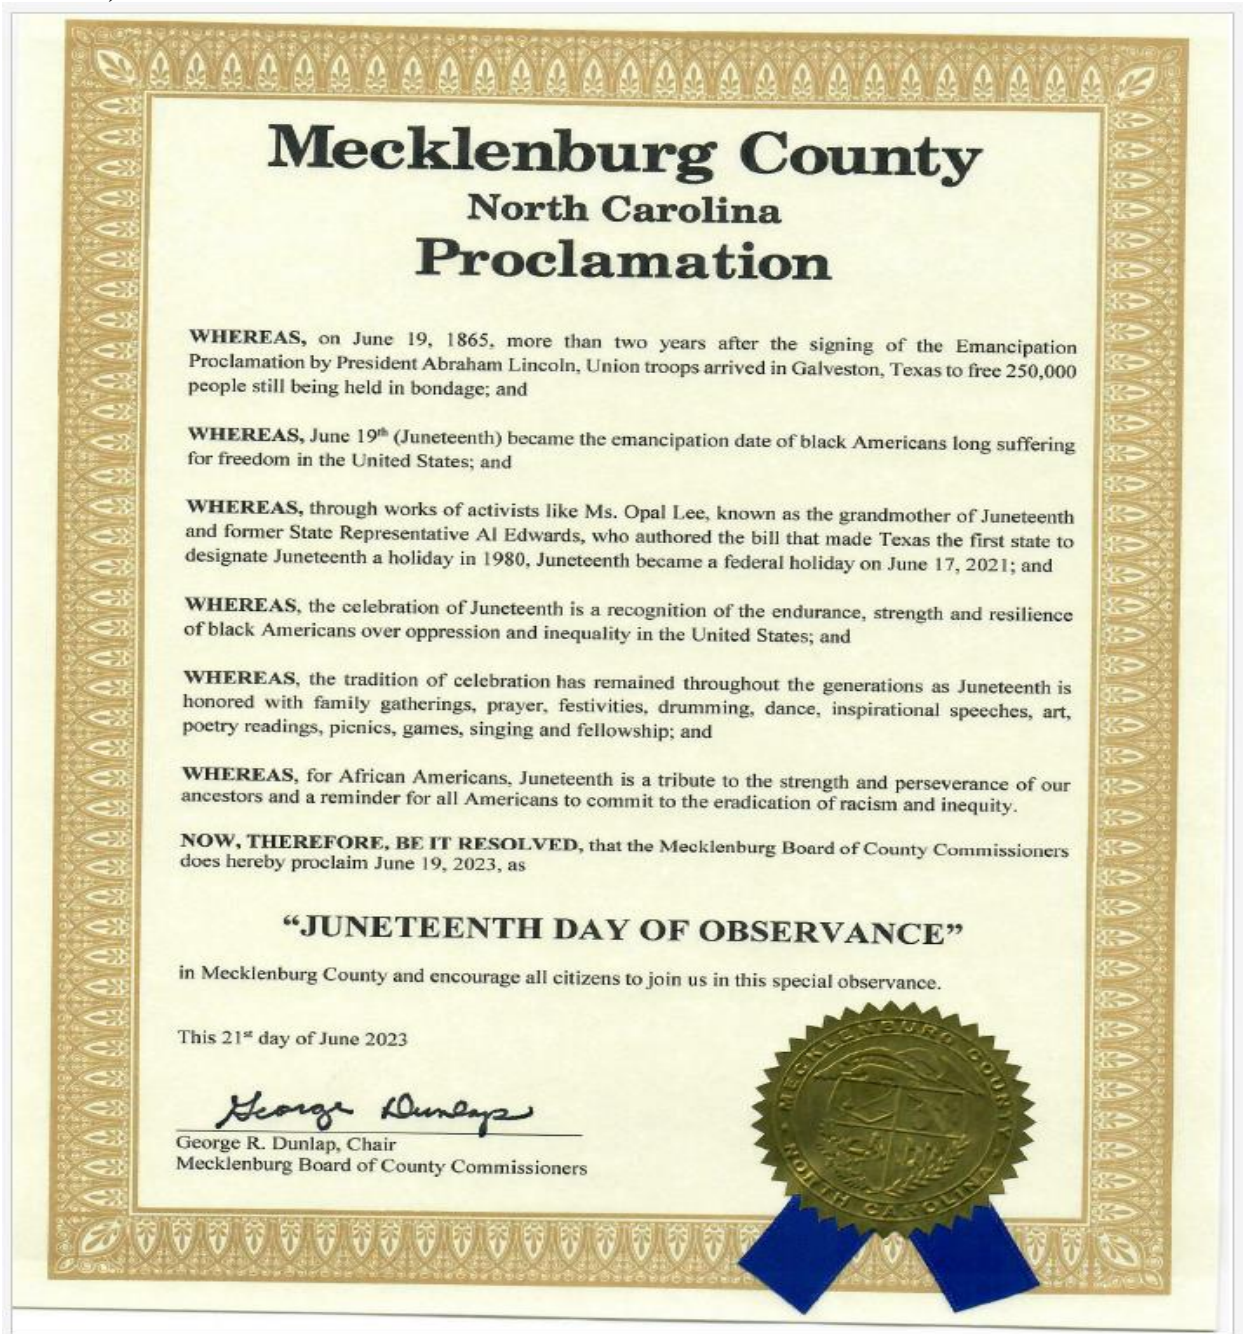 Mecklenburg County
North Carolina
Proclamation
WHEREAS, on June 19, 1865, more than two years after the signing of the Emancipation
Proclamation by President Abraham Lincoln, Union troops arrived in Galveston, Texas to free 250,000
people still being held in bondage; and
WHEREAS, June 19th (Juneteenth) became the emancipation date of black Americans long suffering
for freedom in the United States; and
WHEREAS, through works of activists like Ms. Opal Lee, known as the grandmother of Juneteenth
and former State Representative Al Edwards, who authored the bill that made Texas the first state to
designate Juneteenth a holiday in 1980, Juneteenth became a federal holiday on June 17, 2021; and
WHEREAS, the celebration of Juneteenth is a recognition of the endurance, strength and resilience
of black Americans over oppression and inequality in the United States; and
WHEREAS, the tradition of celebration has remained throughout the generations as Juneteenth is
honored with family gatherings, prayer, festivities, drumming, dance, inspirational speeches, art,
poetry readings, picnics, games, singing and fellowship; and
WHEREAS, for African Americans, Juneteenth is a tribute to the strength and perseverance of our
ancestors and a reminder for all Americans to commit to the eradication of racism and inequity.
NOW, THEREFORE, BE IT RESOLVED, that the Mecklenburg Board of County Commissioners
does hereby proclaim June 19, 2023, as
“JUNETEENTH DAY OF OBSERVANCE”
in Mecklenburg County and encourage all citizens to join us in this special observance.
This 21st day of June 2023
George Dunlap
George R. Dunlap, Chair
Mecklenburg Board of County Commissioners
MECKLENBURG COUNTY
NORTH CAROLINA